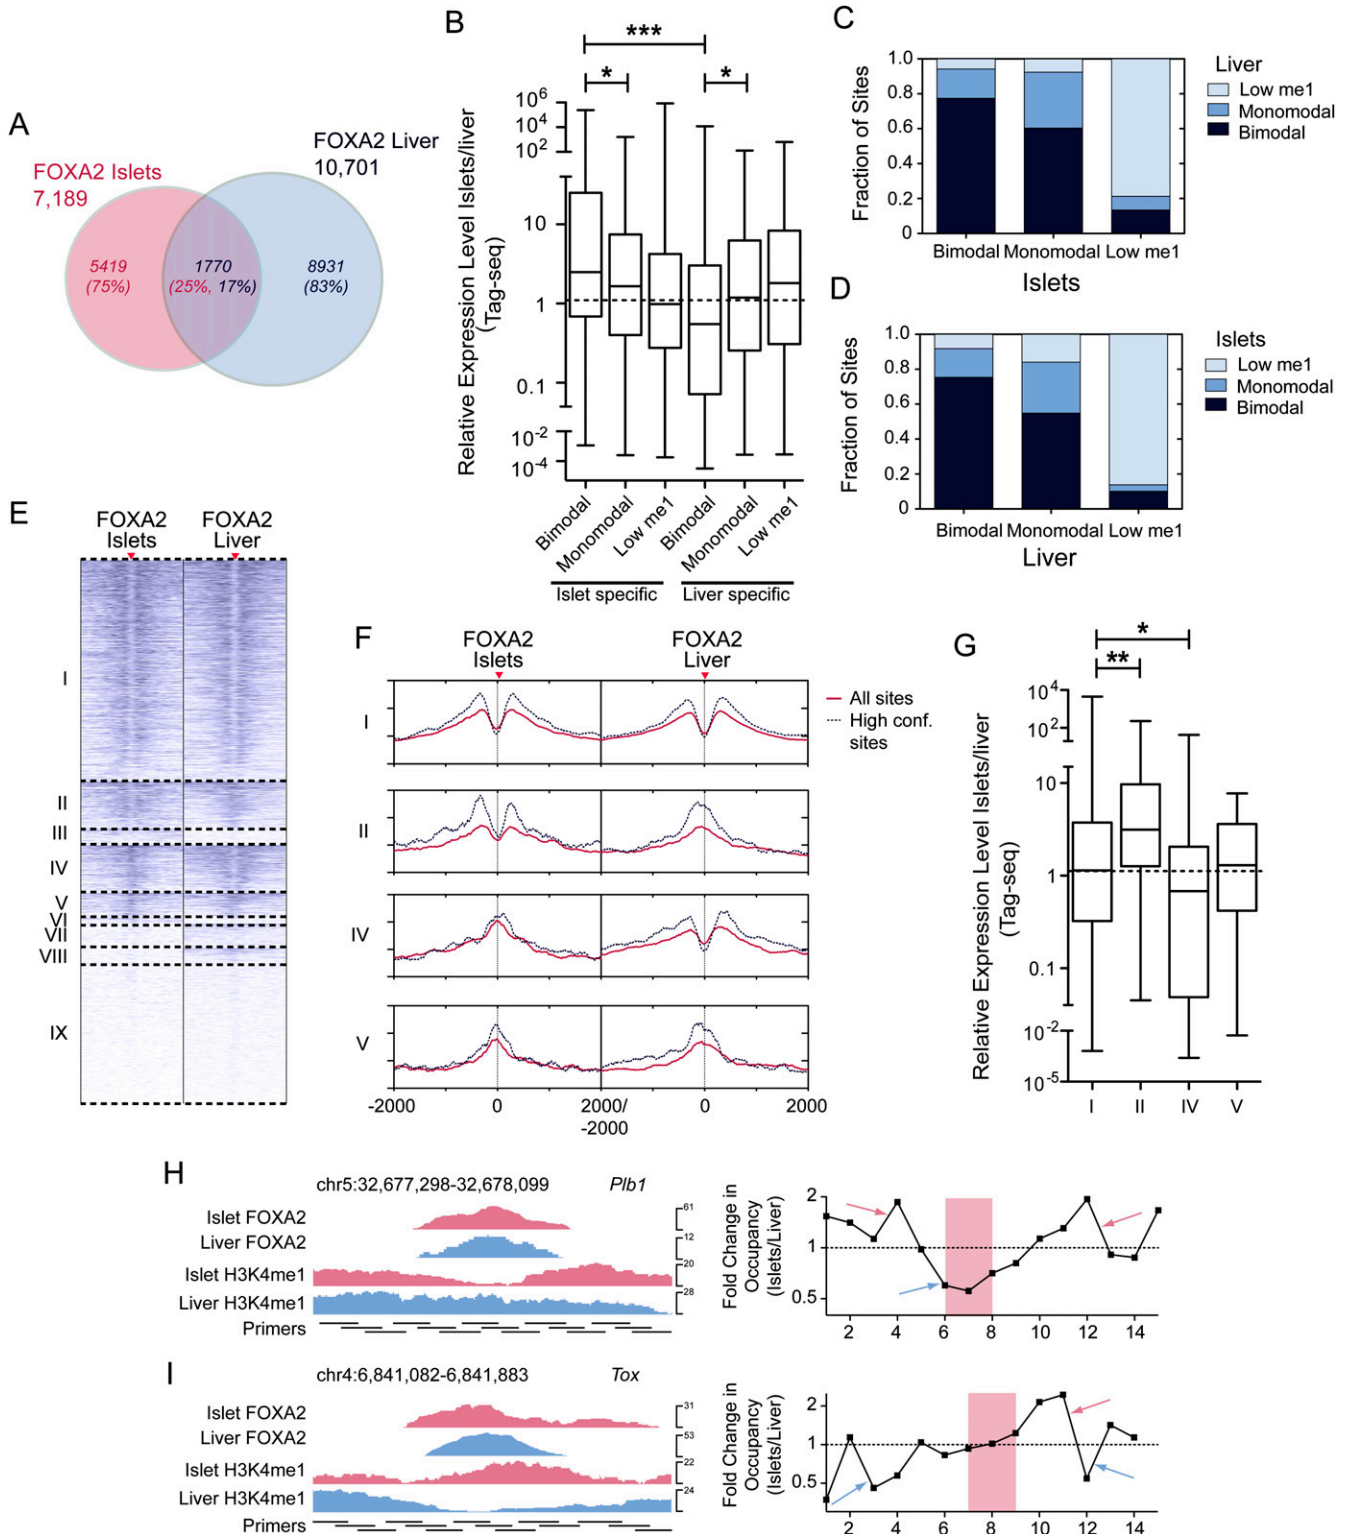 A
FOXA2 Islets
7,189
FOXA2 Liver
10,701
5419
(75%)
1770
(25%, 17%)
8931
(83%)
B
***
*
*
Relative Expression Level Islets/liver
(Tag-seq)
10^6
10^4
10^2
10
1
0.1
10^-2
10^-4
Bimodal
Monomodal
Low me1
Bimodal
Monomodal
Low me1
Islet specific
Liver specific
C
Fraction of Sites
1.0
0.8
0.6
0.4
0.2
0
Bimodal Monomodal Low me1
Islets
Liver
Low me1
Monomodal
Bimodal
D
Fraction of Sites
1.0
0.8
0.6
0.4
0.2
0
Bimodal Monomodal Low me1
Liver
Islets
Low me1
Monomodal
Bimodal
E
FOXA2
Islets
FOXA2
Liver
I
II
III
IV
V
VI
VII
VIII
IX
F
FOXA2
Islets
FOXA2
Liver
I
II
IV
V
All sites
High conf.
sites
-2000 0 2000/ 0 2000
-2000
G
*
**
Relative Expression Level Islets/liver
(Tag-seq)
10^4
10^2
10
1
0.1
10^-2
10^-5
I II IV V
H
chr5:32,677,298-32,678,099 Plb1
Islet FOXA2 61
Liver FOXA2 12
Islet H3K4me1 20
Liver H3K4me1 28
Primers
Fold Change in
Occupancy
(Islets/Liver)
2
1
0.5
2 4 6 8 10 12 14
I
chr4:6,841,082-6,841,883 Tox
Islet FOXA2 31
Liver FOXA2 53
Islet H3K4me1 22
Liver H3K4me1 24
Primers
Fold Change in
Occupancy
(Islets/Liver)
2
1
0.5
2 4 6 8 10 12 14